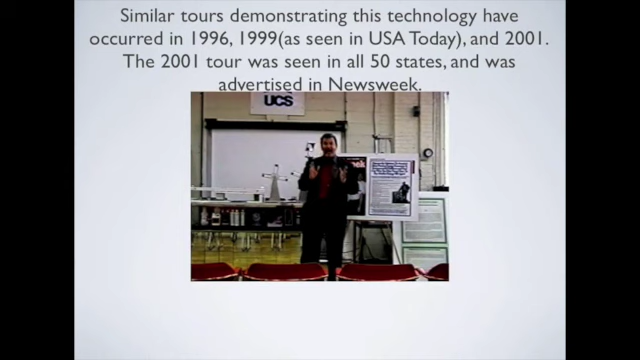 Similar tours demonstrating this technology have
occurred in 1996, 1999(as seen in USA Today), and 2001.
The 2001 tour was seen in all 50 states, and was
advertised in Newsweek.
UCS